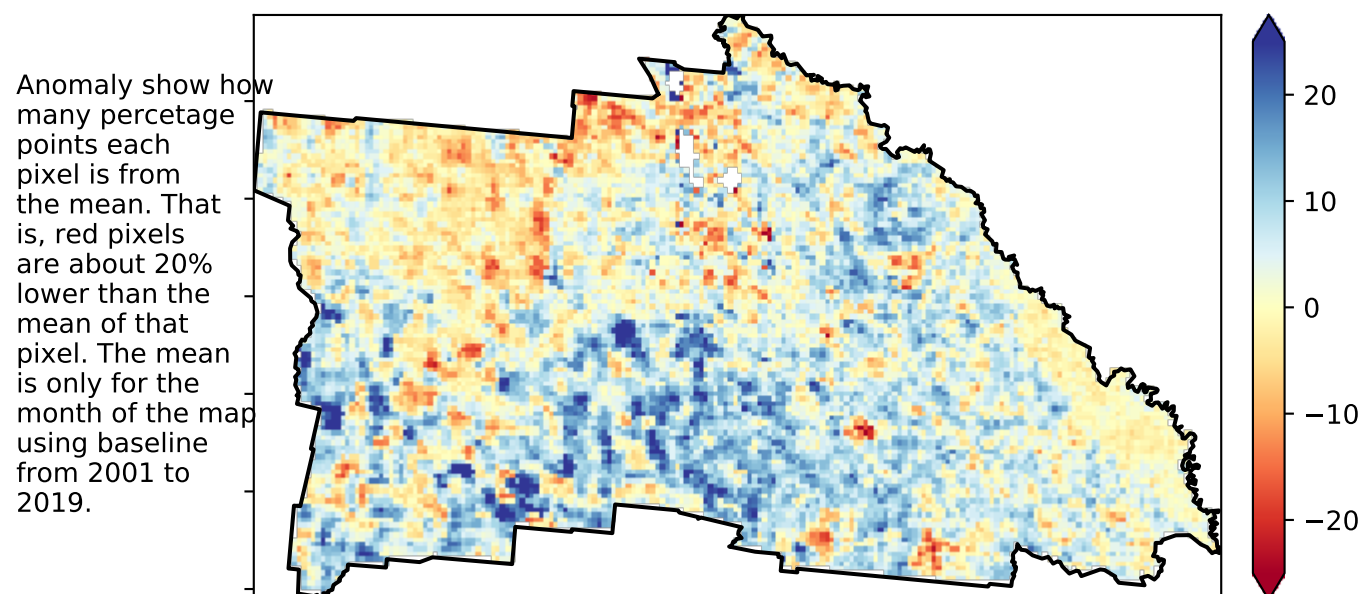 Anomaly show how
many percetage
points each
pixel is from
the mean. That
is, red pixels
are about 20%
lower than the
mean of that
pixel. The mean
is only for the
month of the map
using baseline
from 2001 to
2019.
20
10
0
−10
−20